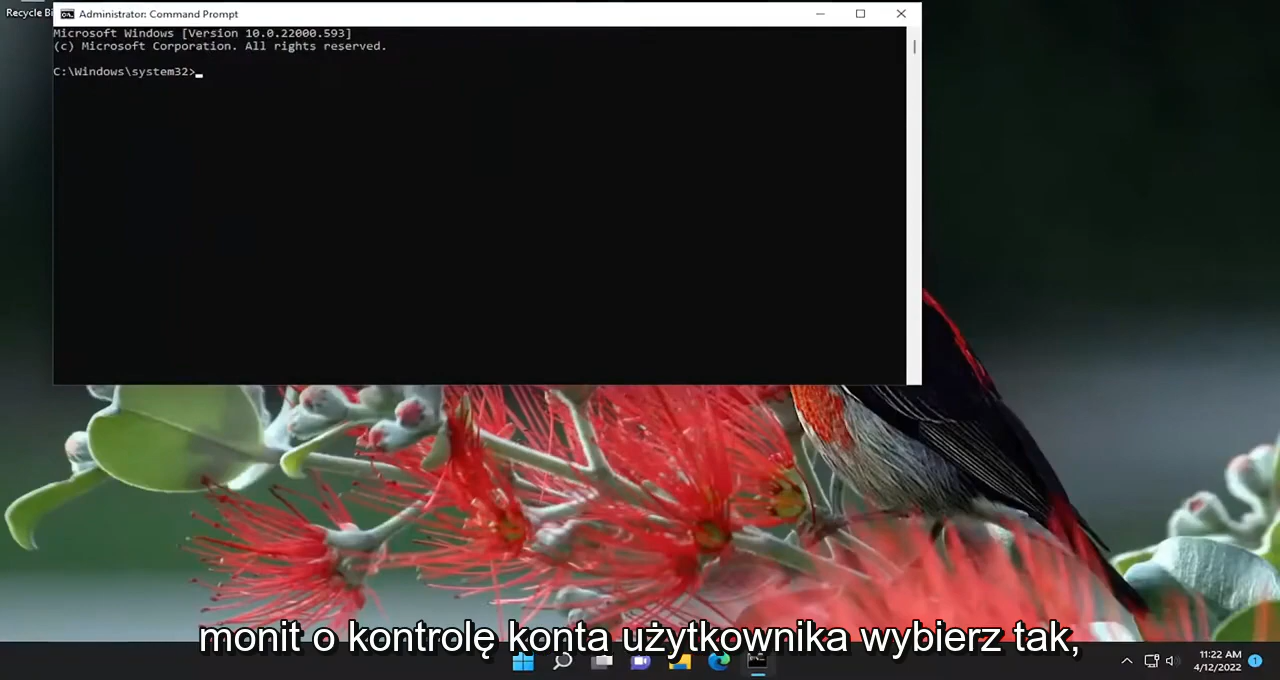 Recycle Bi
Administrator: Command Prompt
Microsoft Windows [Version 10.0.22000.593]
(c) Microsoft Corporation. All rights reserved.
C:\Windows\system32>
monit o kontrolę konta użytkownika wybierz tak,
11:22 AM
4/12/2022
1